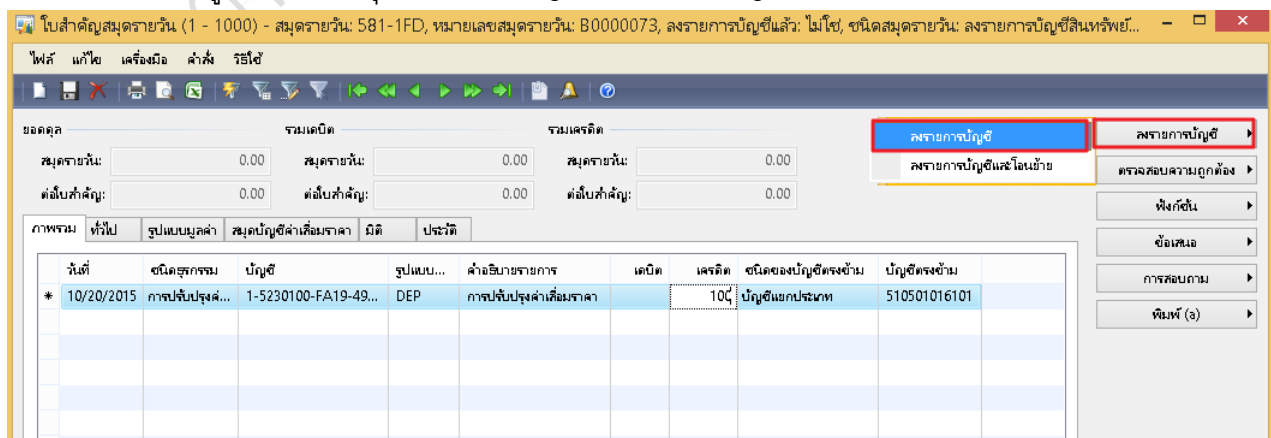 ใบสำคัญสมุดรายวัน (1 - 1000) - สมุดรายวัน: 581-1FD, หมายเลขสมุดรายวัน: B0000073, ลงรายการบัญชีแล้ว: ไม่ใช่, ชนิดสมุดรายวัน: ลงรายการบัญชีสินทรัพย์...
ไฟล์ แก้ไข เครื่องมือ คำสั่ง วิธีใช้
ยอดดุล รวมเดบิต รวมเครดิต
สมุดรายวัน: 0.00 สมุดรายวัน: 0.00 สมุดรายวัน: 0.00
ต่อใบสำคัญ: 0.00 ต่อใบสำคัญ: 0.00 ต่อใบสำคัญ: 0.00
ลงรายการบัญชี
ลงรายการบัญชีและโอนย้าย
ลงรายการบัญชี
ตรวจสอบความถูกต้อง
ฟังก์ชั่น
ข้อเสนอ
การสอบถาม
พิมพ์ (a)
ภาพรวม ทั่วไป รูปแบบมูลค่า สมุดบัญชีค่าเสื่อมราคา มิติ ประวัติ
วันที่ ชนิดธุรกรรม บัญชี รูปแบบ... คำอธิบายรายการ เดบิต เครดิต ชนิดของบัญชีตรงข้าม บัญชีตรงข้าม
* 10/20/2015 การปรับปรุงค่... 1-5230100-FA19-49... DEP การปรับปรุงค่าเสื่อมราคา 100 บัญชีแยกประเภท 510501016101